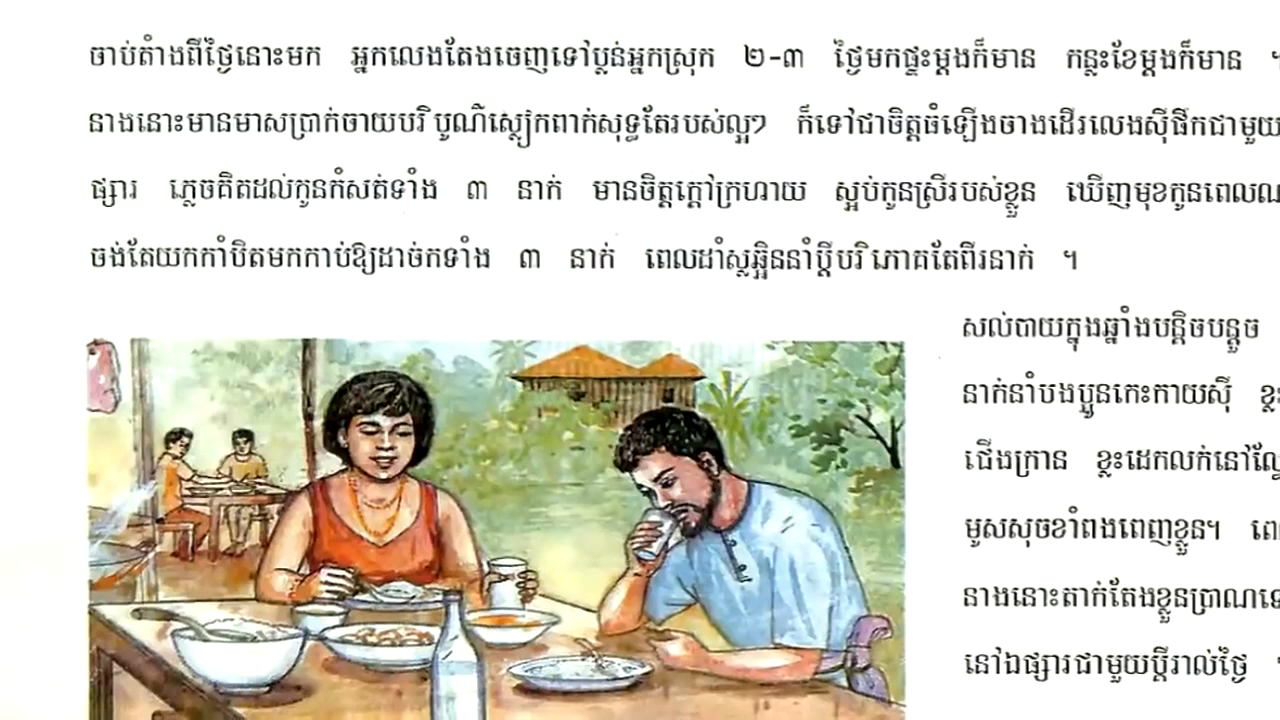 ចាប់តាំងពីថ្ងៃនោះមក អ្នកលេងតែងចេញទៅប្លន់អ្នកស្រុក ២-៣ ថ្ងៃមកផ្ទះម្ដងក៏មាន កន្លះខែម្ដងក៏មាន ។
នាងនោះមានមាសប្រាក់ចាយបរិបូណ៌ស្លៀកពាក់សុទ្ធតែរបស់ល្អៗ ក៏ទៅជាចិត្តធំឡើងចាងដើរលេងស៊ីផឹកជាមួយ
ផ្សារ ភ្លេចគិតដល់កូនកំសត់ទាំង ៣ នាក់ មានចិត្តក្ដៅក្រហាយ ស្អប់កូនស្រីរបស់ខ្លួន ឃើញមុខកូនពេលណ
ចង់តែយកកាំបិតមកកាប់ឱ្យដាច់កទាំង ៣ នាក់ ពេលដាំស្លឆ្អិននាំប្ដីបរិភោគតែពីរនាក់ ។
សល់បាយក្នុងឆ្នាំងបន្តិចបន្តួច
នាក់នាំបងប្អូនកេះកាយស៊ី ខ្លះ
ជើងក្រាន ខ្លះដេកលក់នៅល្វែ
មូសសុចខាំពងពេញខ្លួន។ ពេ
នាងនោះតាក់តែងខ្លួនប្រាណទេ
នៅឯផ្សារជាមួយប្ដីរាល់ថ្ងៃ